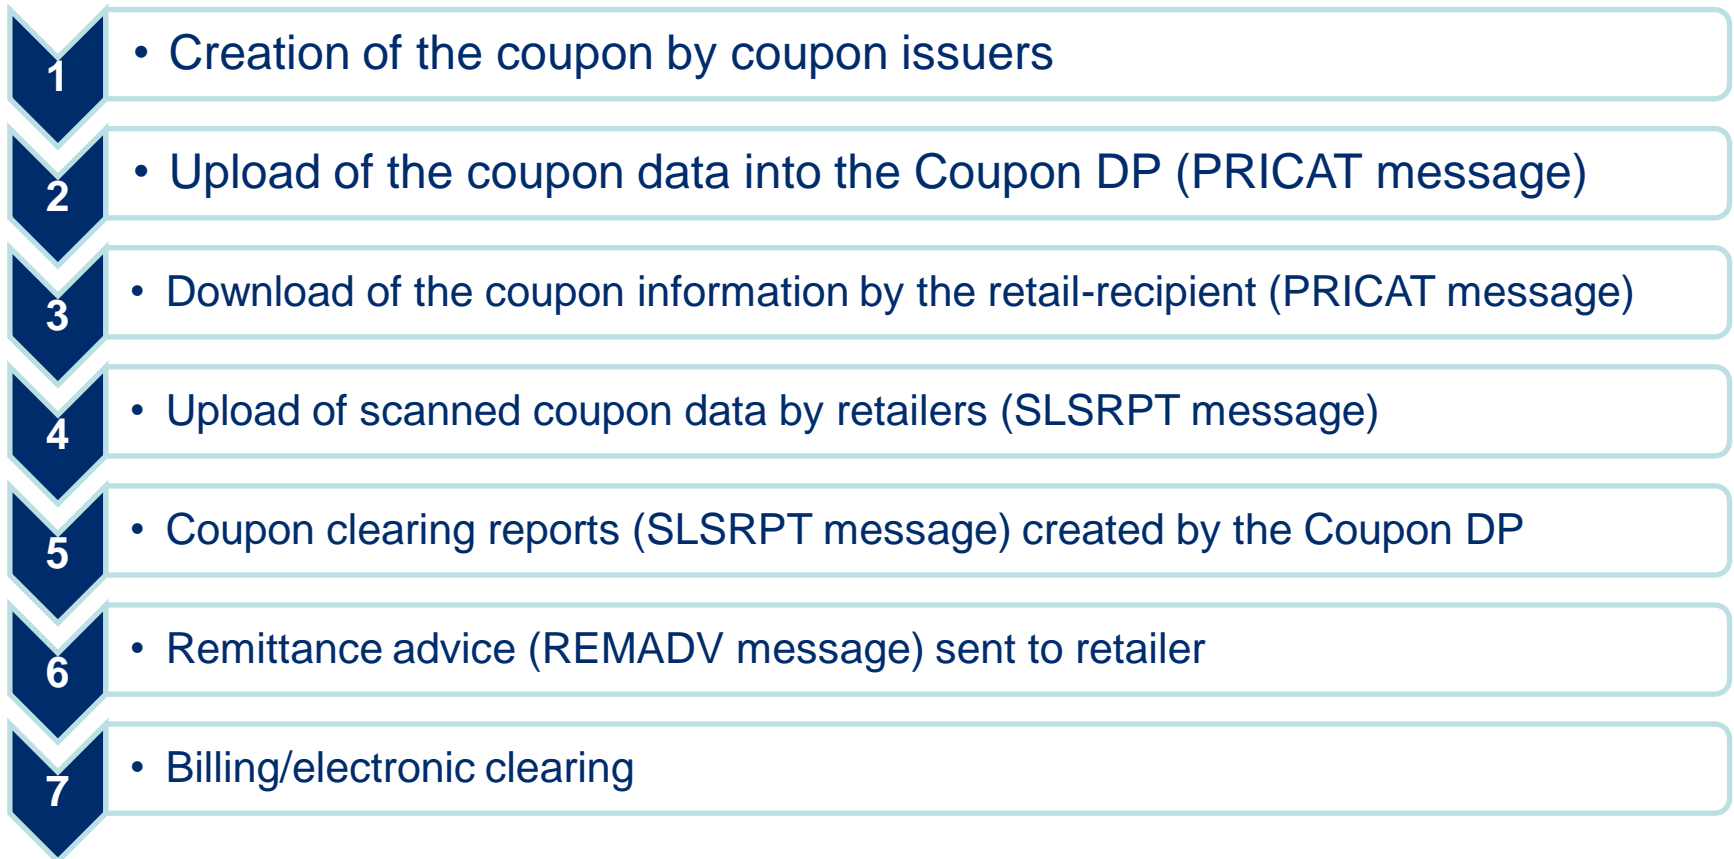 1
• Creation of the coupon by coupon issuers
2
• Upload of the coupon data into the Coupon DP (PRICAT message)
3
• Download of the coupon information by the retail-recipient (PRICAT message)
4
• Upload of scanned coupon data by retailers (SLSRPT message)
5
• Coupon clearing reports (SLSRPT message) created by the Coupon DP
6
• Remittance advice (REMADV message) sent to retailer
7
• Billing/electronic clearing